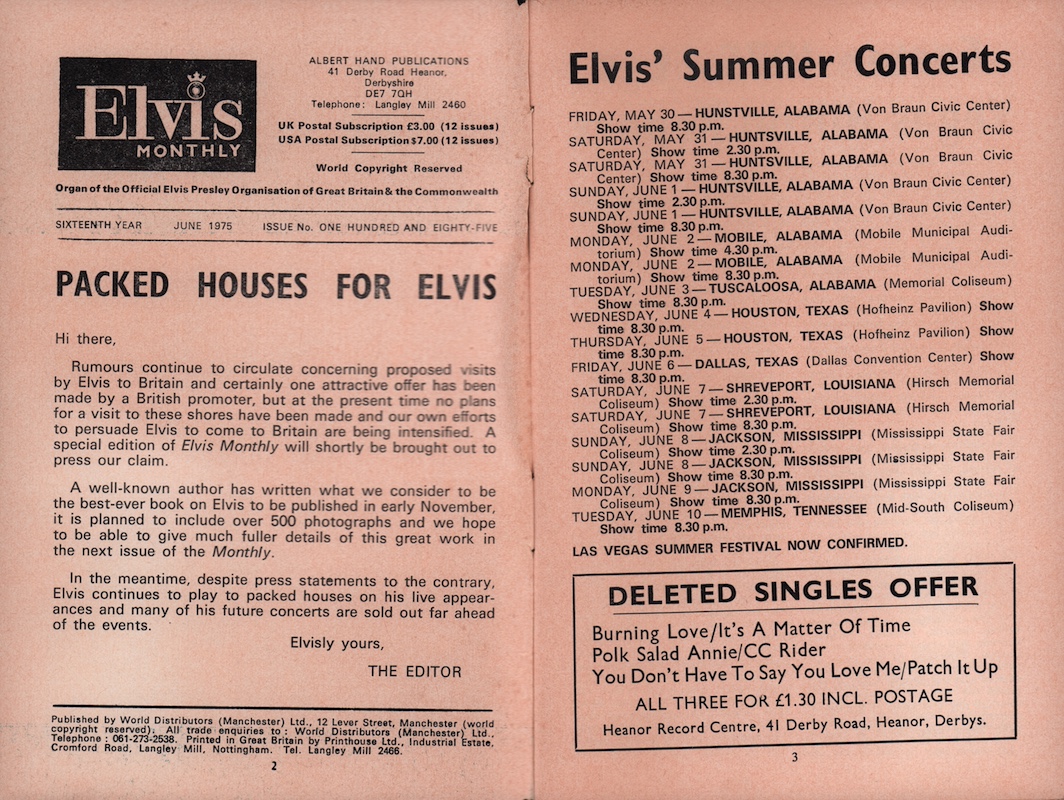 Elvis
MONTHLY
ALBERT HAND PUBLICATIONS
41 Derby Road Heanor,
Derbyshire
DE7 7QH
Telephone: Langley Mill 2460
UK Postal Subscription £3.00 (12 issues)
USA Postal Subscription $7.00 (12 issues)
World Copyright Reserved
Organ of the Official Elvis Presley Organisation of Great Britain & the Commonwealth
SIXTEENTH YEAR JUNE 1975 ISSUE No. ONE HUNDRED AND EIGHTY-FIVE
PACKED HOUSES FOR ELVIS
Hi there,
Rumours continue to circulate concerning proposed visits
by Elvis to Britain and certainly one attractive offer has been
made by a British promoter, but at the present time no plans
for a visit to these shores have been made and our own efforts
to persuade Elvis to come to Britain are being intensified. A
special edition of Elvis Monthly will shortly be brought out to
press our claim.
A well-known author has written what we consider to be
the best-ever book on Elvis to be published in early November,
it is planned to include over 500 photographs and we hope
to be able to give much fuller details of this great work in
the next issue of the Monthly.
In the meantime, despite press statements to the contrary,
Elvis continues to play to packed houses on his live appear-
ances and many of his future concerts are sold out far ahead
of the events.
Elvisly yours,
THE EDITOR
Published by World Distributors (Manchester) Ltd., 12 Lever Street, Manchester (world
copyright reserved). All trade enquiries to: World Distributors (Manchester) Ltd.,
Telephone: 061-273-2538. Printed in Great Britain by Printhouse Ltd., Industrial Estate,
Cromford Road, Langley Mill, Nottingham. Tel. Langley Mill 2466.
2
Elvis' Summer Concerts
FRIDAY, MAY 30 — HUNSTVILLE, ALABAMA (Von Braun Civic Center)
Show time 8.30 p.m.
SATURDAY, MAY 31 — HUNTSVILLE, ALABAMA (Von Braun Civic
Center) Show time 2.30 p.m.
SATURDAY, MAY 31 — HUNTSVILLE, ALABAMA (Von Braun Civic
Center) Show time 8.30 p.m.
SUNDAY, JUNE 1 — HUNTSVILLE, ALABAMA (Von Braun Civic Center)
Show time 2.30 p.m.
SUNDAY, JUNE 1 — HUNTSVILLE, ALABAMA (Von Braun Civic Center)
Show time 8.30 p.m.
MONDAY, JUNE 2 — MOBILE, ALABAMA (Mobile Municipal Audi-
torium) Show time 4.30 p.m.
MONDAY, JUNE 2 — MOBILE, ALABAMA (Mobile Municipal Audi-
torium) Show time 8.30 p.m.
TUESDAY, JUNE 3 — TUSCALOOSA, ALABAMA (Memorial Coliseum)
Show time 8.30 p.m.
WEDNESDAY, JUNE 4 — HOUSTON, TEXAS (Hofheinz Pavilion) Show
time 8.30 p.m.
THURSDAY, JUNE 5 — HOUSTON, TEXAS (Hofheinz Pavilion) Show
time 8.30 p.m.
FRIDAY, JUNE 6 — DALLAS, TEXAS (Dallas Convention Center) Show
time 8.30 p.m.
SATURDAY, JUNE 7 — SHREVEPORT, LOUISIANA (Hirsch Memorial
Coliseum) Show time 2.30 p.m.
SATURDAY, JUNE 7 — SHREVEPORT, LOUISIANA (Hirsch Memorial
Coliseum) Show time 8.30 p.m.
SUNDAY, JUNE 8 — JACKSON, MISSISSIPPI (Mississippi State Fair
Coliseum) Show time 2.30 p.m.
SUNDAY, JUNE 8 — JACKSON, MISSISSIPPI (Mississippi State Fair
Coliseum) Show time 8.30 p.m.
MONDAY, JUNE 9 — JACKSON, MISSISSIPPI (Mississippi State Fair
Coliseum) Show time 8.30 p.m.
TUESDAY, JUNE 10 — MEMPHIS, TENNESSEE (Mid-South Coliseum)
Show time 8.30 p.m.
LAS VEGAS SUMMER FESTIVAL NOW CONFIRMED.
DELETED SINGLES OFFER
Burning Love/It's A Matter Of Time
Polk Salad Annie/CC Rider
You Don't Have To Say You Love Me/Patch It Up
ALL THREE FOR £1.30 INCL. POSTAGE
Heanor Record Centre, 41 Derby Road, Heanor, Derbys.
3